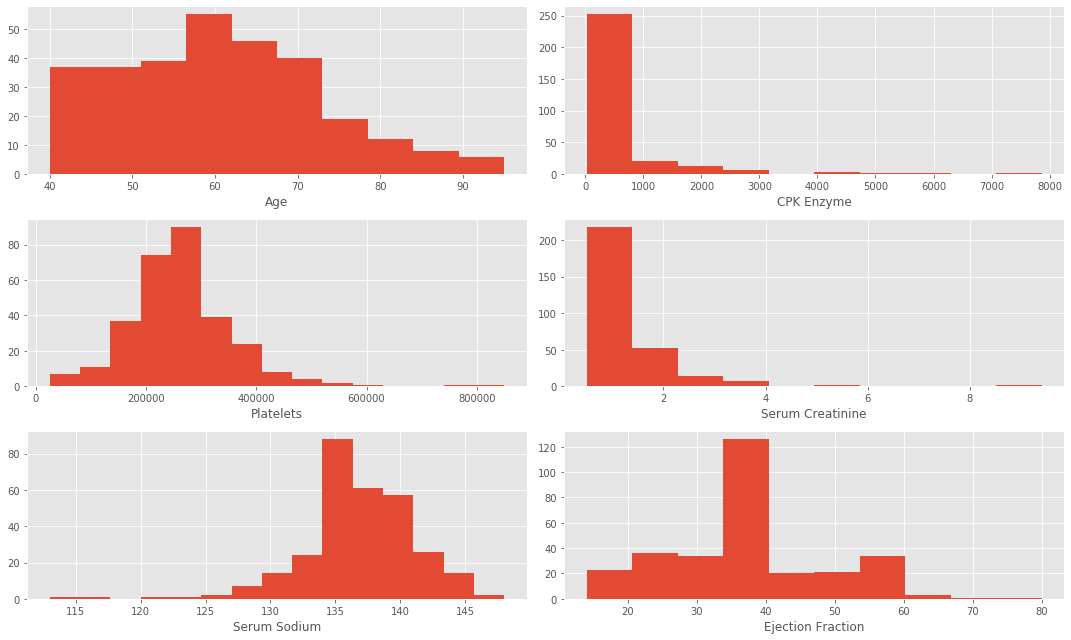 50
40
30
20
10
0
40 50 60 70 80 90
Age
250
200
150
100
50
0
0 1000 2000 3000 4000 5000 6000 7000 8000
CPK Enzyme
80
60
40
20
0
0 200000 400000 600000 800000
Platelets
200
150
100
50
0
2 4 6 8
Serum Creatinine
80
60
40
20
0
115 120 125 130 135 140 145
Serum Sodium
120
100
80
60
40
20
0
20 30 40 50 60 70 80
Ejection Fraction